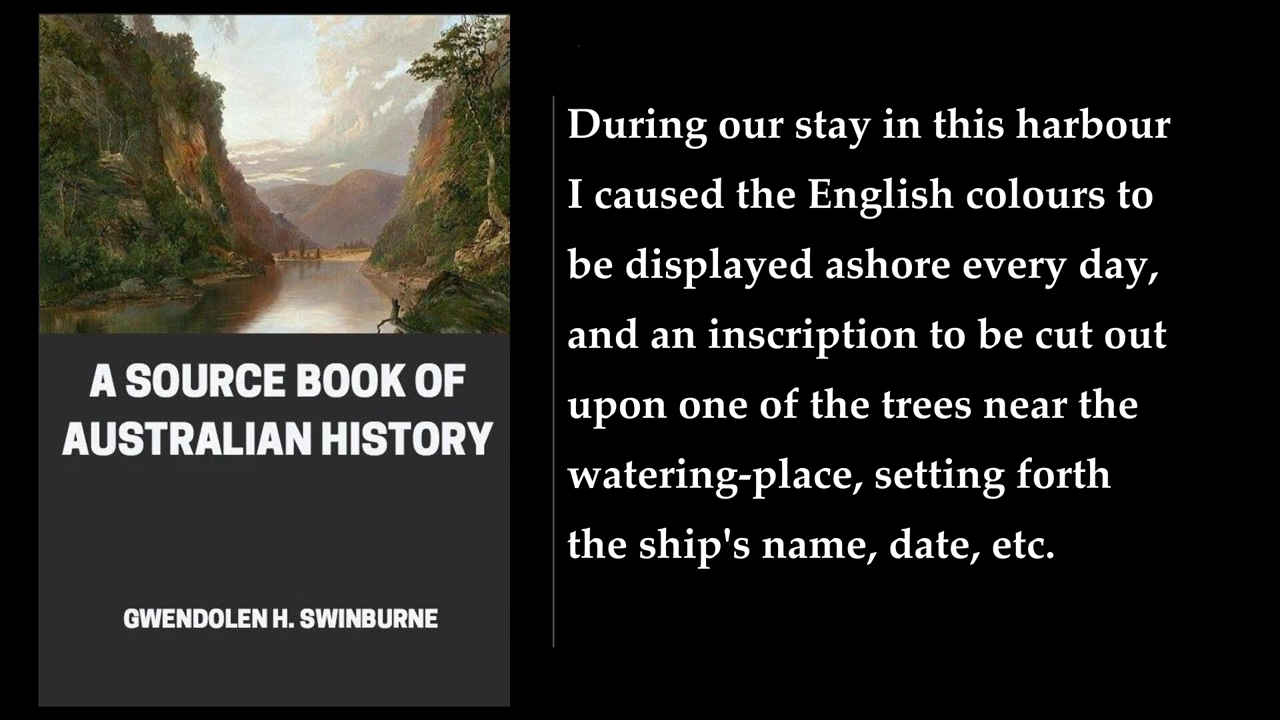 A SOURCE BOOK OF
AUSTRALIAN HISTORY
GWENDOLEN H. SWINBURNE
During our stay in this harbour
I caused the English colours to
be displayed ashore every day,
and an inscription to be cut out
upon one of the trees near the
watering-place, setting forth
the ship's name, date, etc.